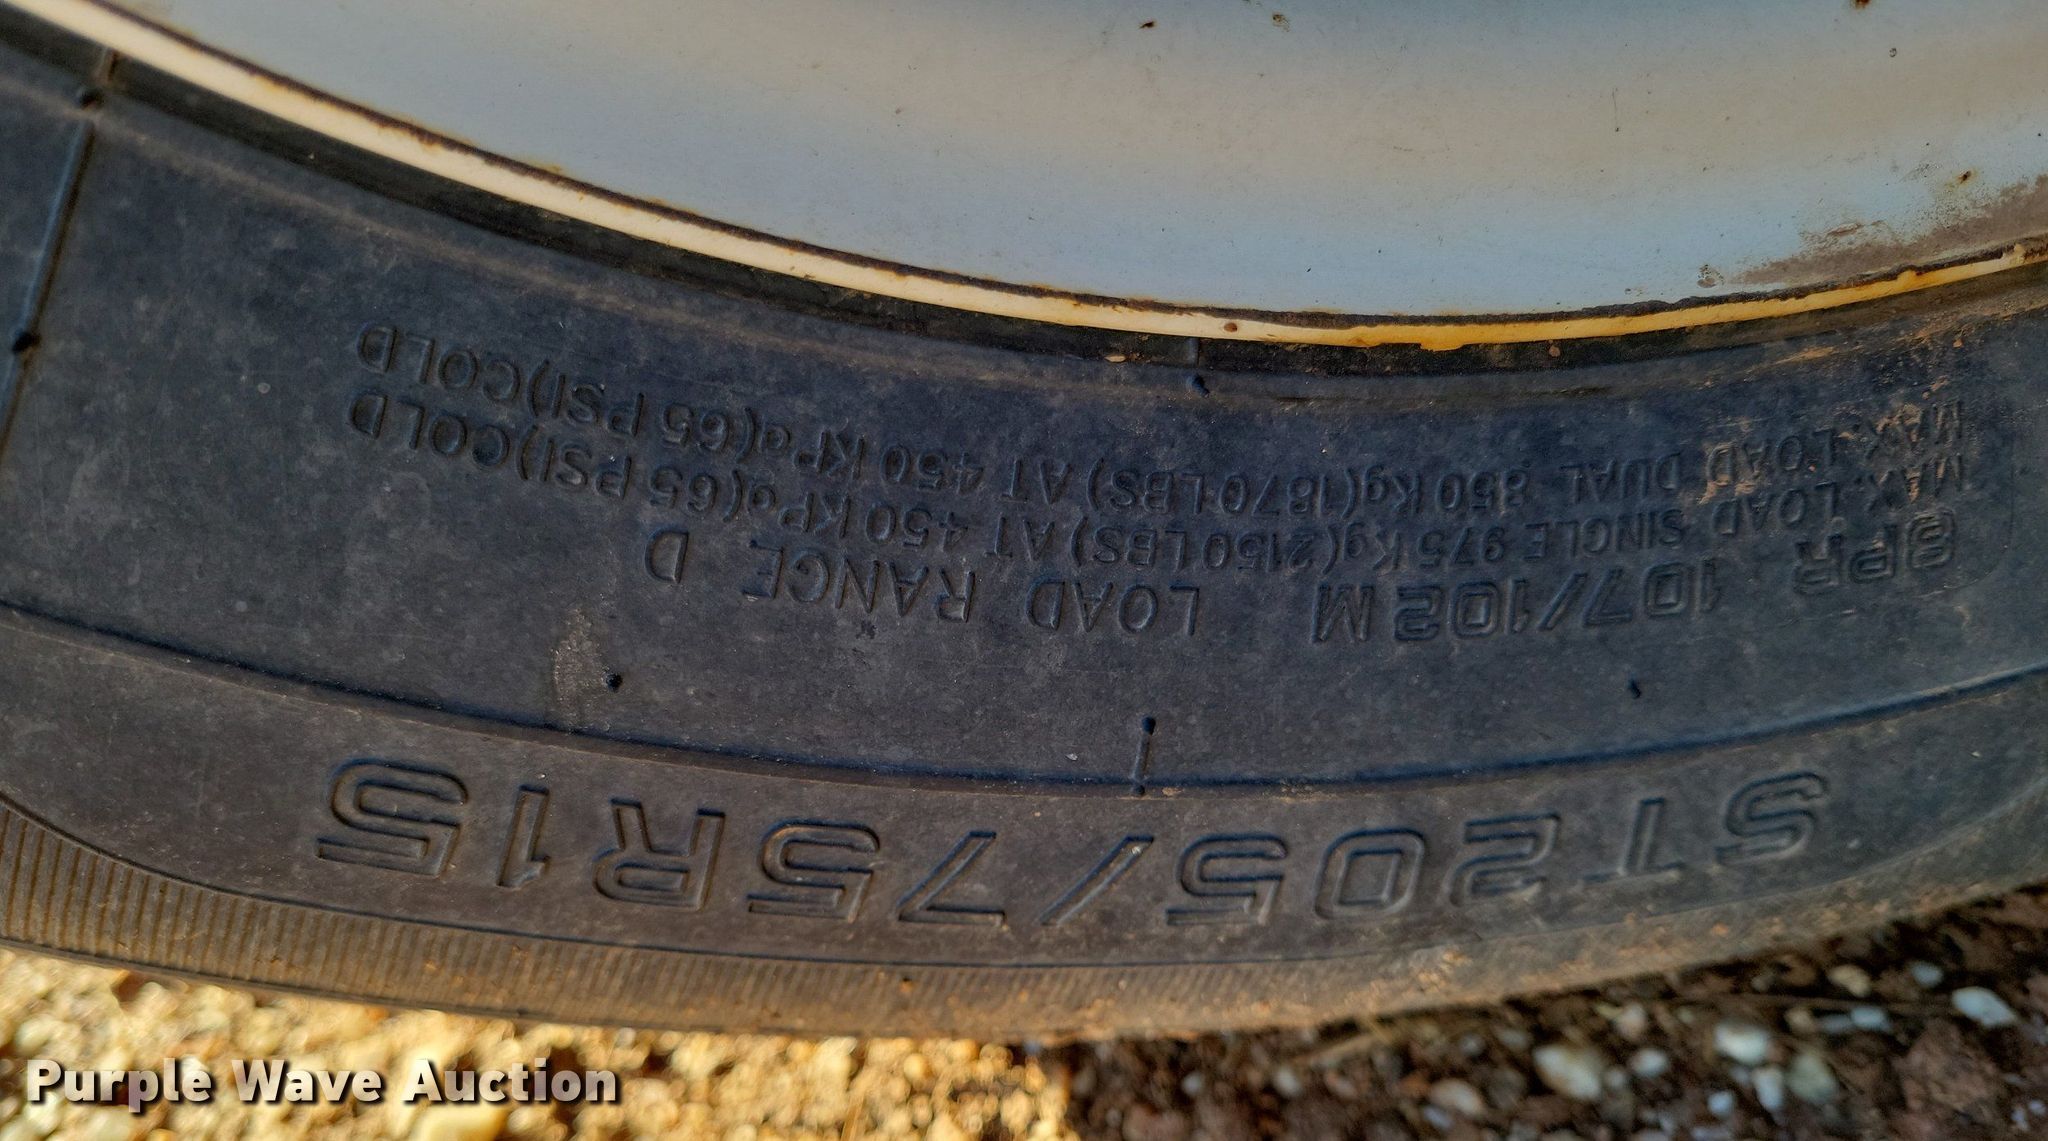 ST205/75R15
8PR 107/102M LOAD RANGE D
MAX. LOAD SINGLE 975 Kg(2150 LBS) AT 450 KPa(65 PSI)COLD
MAX. LOAD DUAL 850 Kg(1870 LBS) AT 450 KPa(65 PSI)COLD
Purple Wave Auction